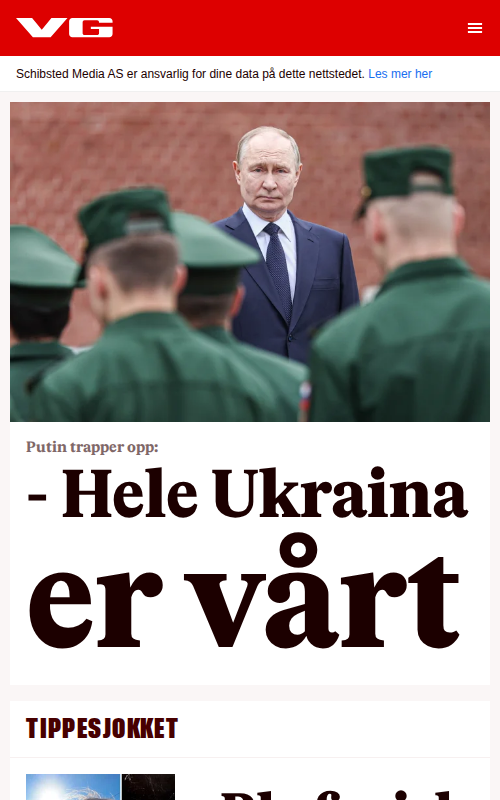 VG
Schibsted Media AS er ansvarlig for dine data på dette nettstedet. Les mer her
Putin trapper opp:
- Hele Ukraina
er vårt
TIPPESJOKKET